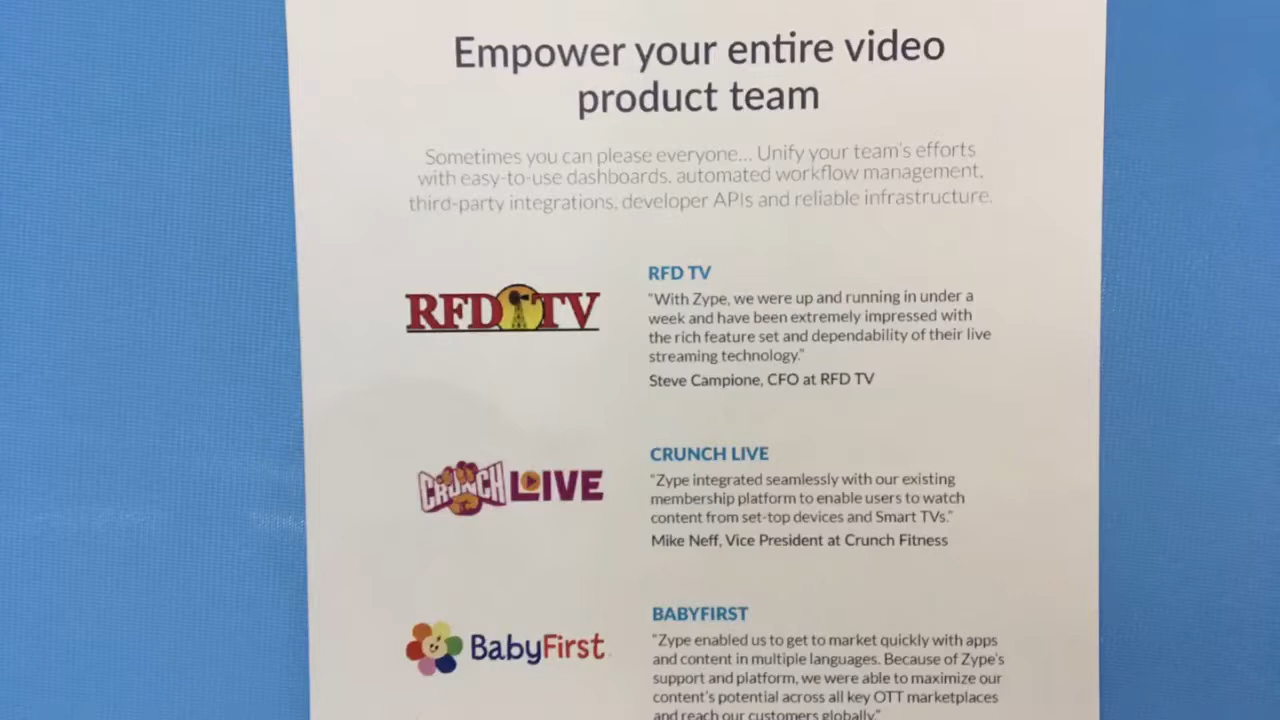 Empower your entire video
product team
Sometimes you can please everyone... Unify your team's efforts
with easy-to-use dashboards, automated workflow management,
third-party integrations, developer APIs and reliable infrastructure.
RFD TV
RFD TV
"With Zype, we were up and running in under a
week and have been extremely impressed with
the rich feature set and dependability of their live
streaming technology."
Steve Campione, CFO at RFD TV
CRUNCH LIVE
CRUNCH LIVE
"Zype integrated seamlessly with our existing
membership platform to enable users to watch
content from set-top devices and Smart TVs."
Mike Neff, Vice President at Crunch Fitness
BabyFirst
BABYFIRST
"Zype enabled us to get to market quickly with apps
and content in multiple languages. Because of Zype's
support and platform, we were able to maximize our
content's potential across all key OTT marketplaces
and reach our customers globally."